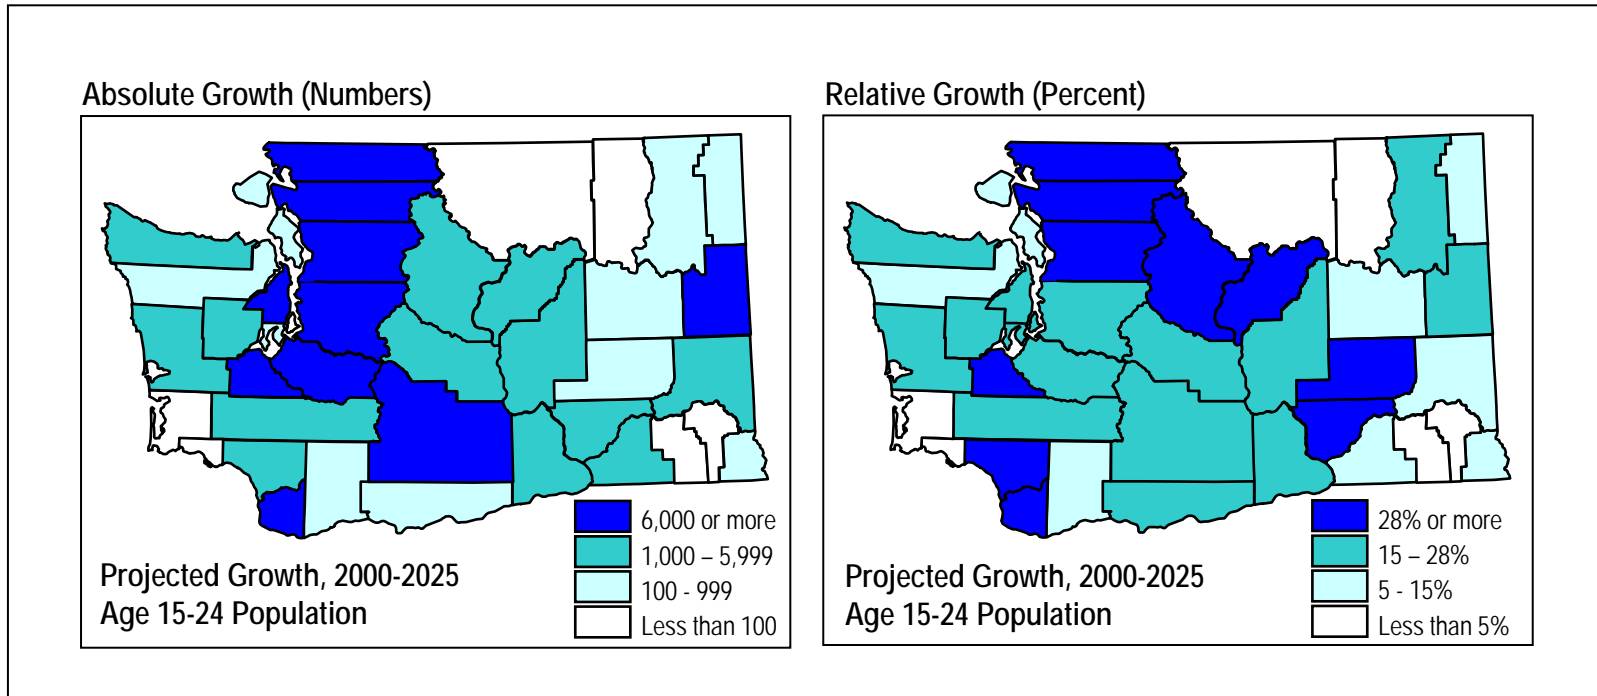 Absolute Growth (Numbers)
6,000 or more
1,000 – 5,999
100 - 999
Less than 100
Projected Growth, 2000-2025
Age 15-24 Population
Relative Growth (Percent)
28% or more
15 – 28%
5 - 15%
Less than 5%
Projected Growth, 2000-2025
Age 15-24 Population